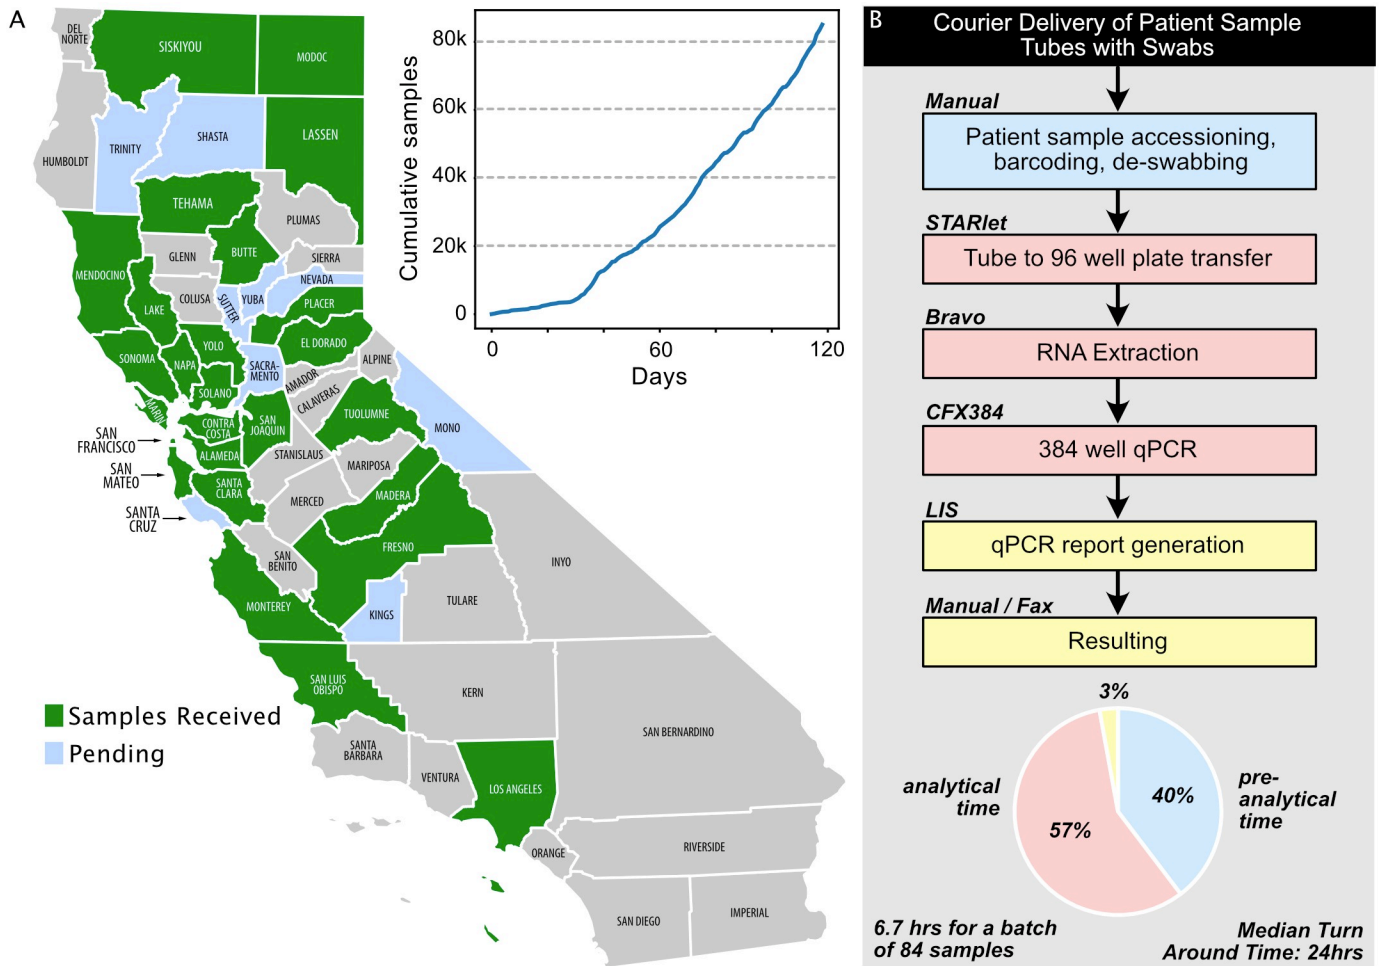 A
DEL
NORTE
SISKIYOU
MODOC
HUMBOLDT
TRINITY
SHASTA
LASSEN
TEHAMA
PLUMAS
MENDOCINO
GLENN
BUTTE
SIERRA
COLUSA
SUTTER
YUBA
NEVADA
PLACER
LAKE
SONOMA
NAPA
YOLO
EL DORADO
ALPINE
SACRA-
MENTO
SOLANO
AMADOR
CALAVERAS
MARIN
CONTRA
COSTA
SAN
JOAQUIN
TUOLUMNE
MONO
SAN
FRANCISCO
ALAMEDA
STANISLAUS
MARIPOSA
SAN
MATEO
SANTA
CLARA
MERCED
MADERA
SANTA
CRUZ
SAN
BENITO
FRESNO
INYO
MONTEREY
KINGS
TULARE
SAN LUIS
OBISPO
KERN
SAN BERNARDINO
SANTA
BARBARA
VENTURA
LOS ANGELES
ORANGE
RIVERSIDE
SAN DIEGO
IMPERIAL
Samples Received
Pending
Cumulative samples
80k
60k
40k
20k
0
0
60
120
Days
B
Courier Delivery of Patient Sample
Tubes with Swabs
Manual
Patient sample accessioning,
barcoding, de-swabbing
STARlet
Tube to 96 well plate transfer
Bravo
RNA Extraction
CFX384
384 well qPCR
LIS
qPCR report generation
Manual / Fax
Resulting
3%
analytical
time
57%
40%
pre-
analytical
time
6.7 hrs for a batch
of 84 samples
Median Turn
Around Time: 24hrs